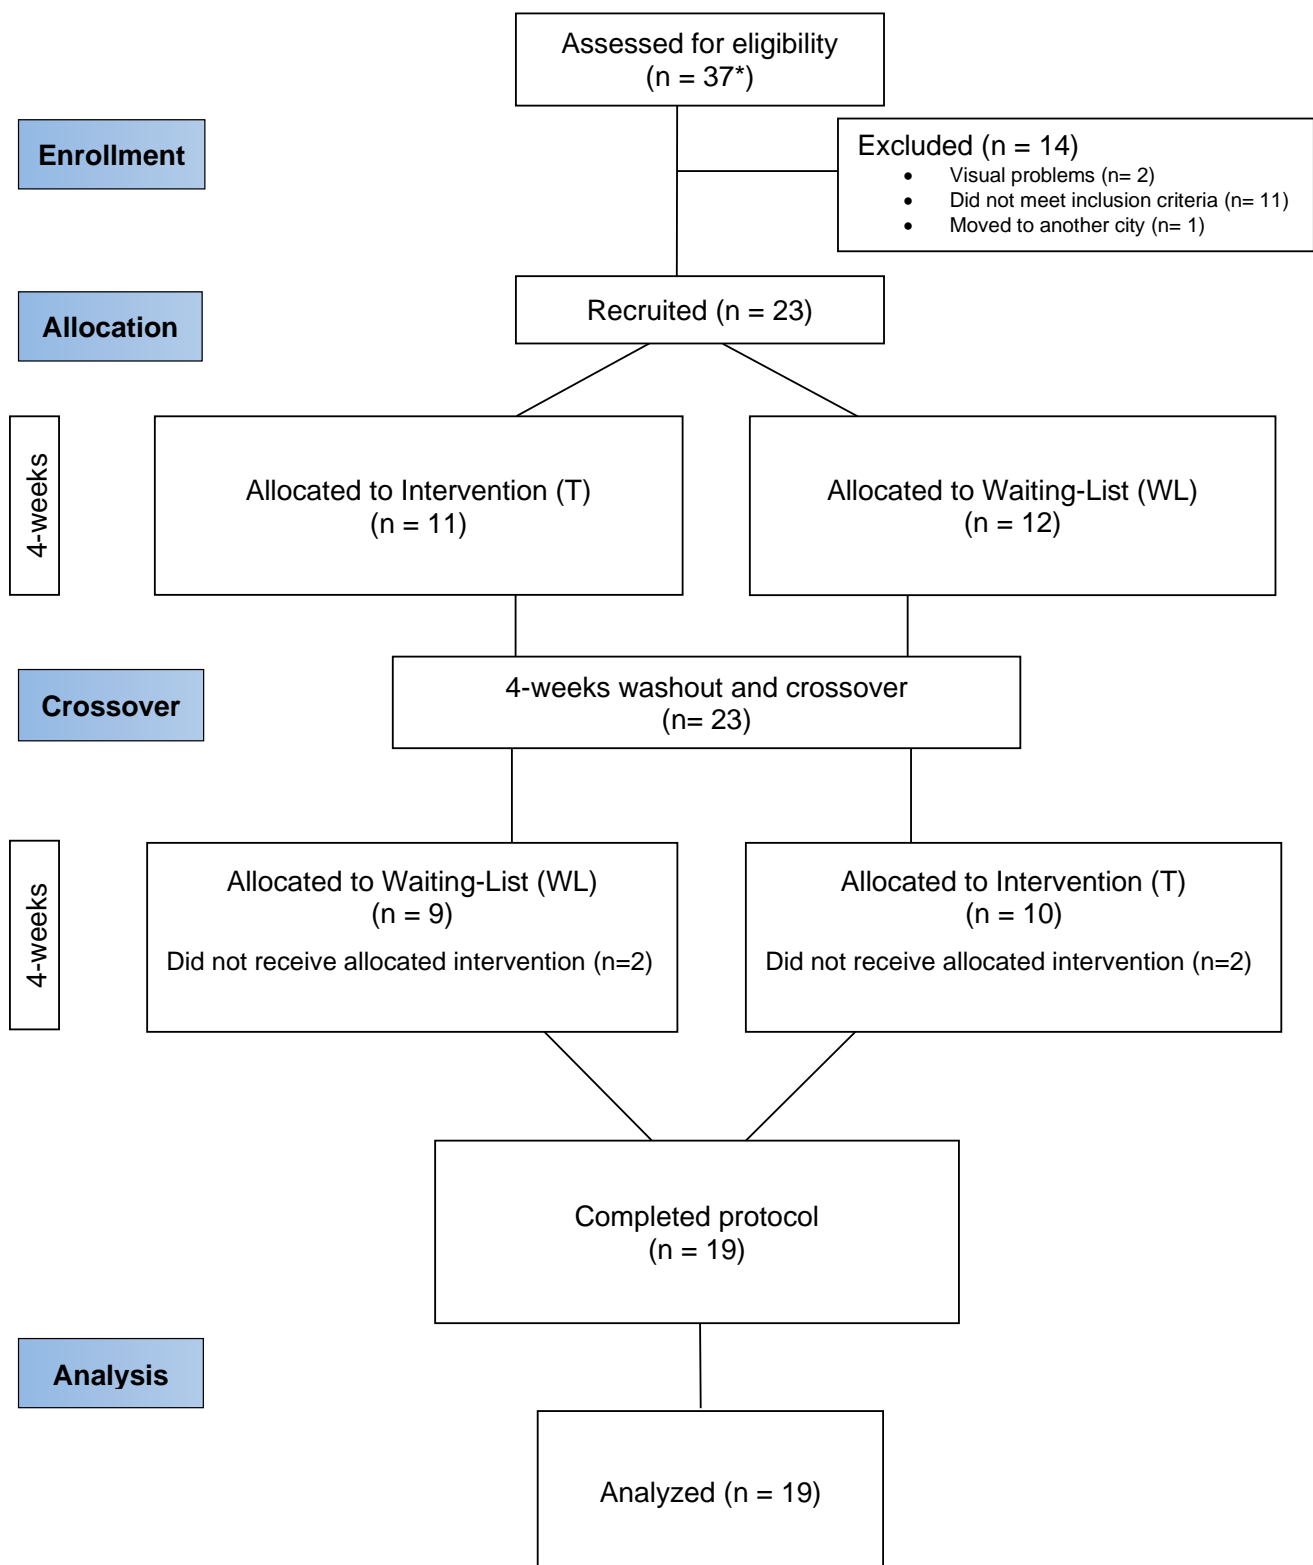 Assessed for eligibility
(n = 37*)
Enrollment
Excluded (n = 14)
• Visual problems (n= 2)
• Did not meet inclusion criteria (n= 11)
• Moved to another city (n= 1)
Allocation
Recruited (n = 23)
4-weeks
Allocated to Intervention (T)
(n = 11)
Allocated to Waiting-List (WL)
(n = 12)
Crossover
4-weeks washout and crossover
(n= 23)
4-weeks
Allocated to Waiting-List (WL)
(n = 9)
Did not receive allocated intervention (n=2)
Allocated to Intervention (T)
(n = 10)
Did not receive allocated intervention (n=2)
Completed protocol
(n = 19)
Analysis
Analyzed (n = 19)